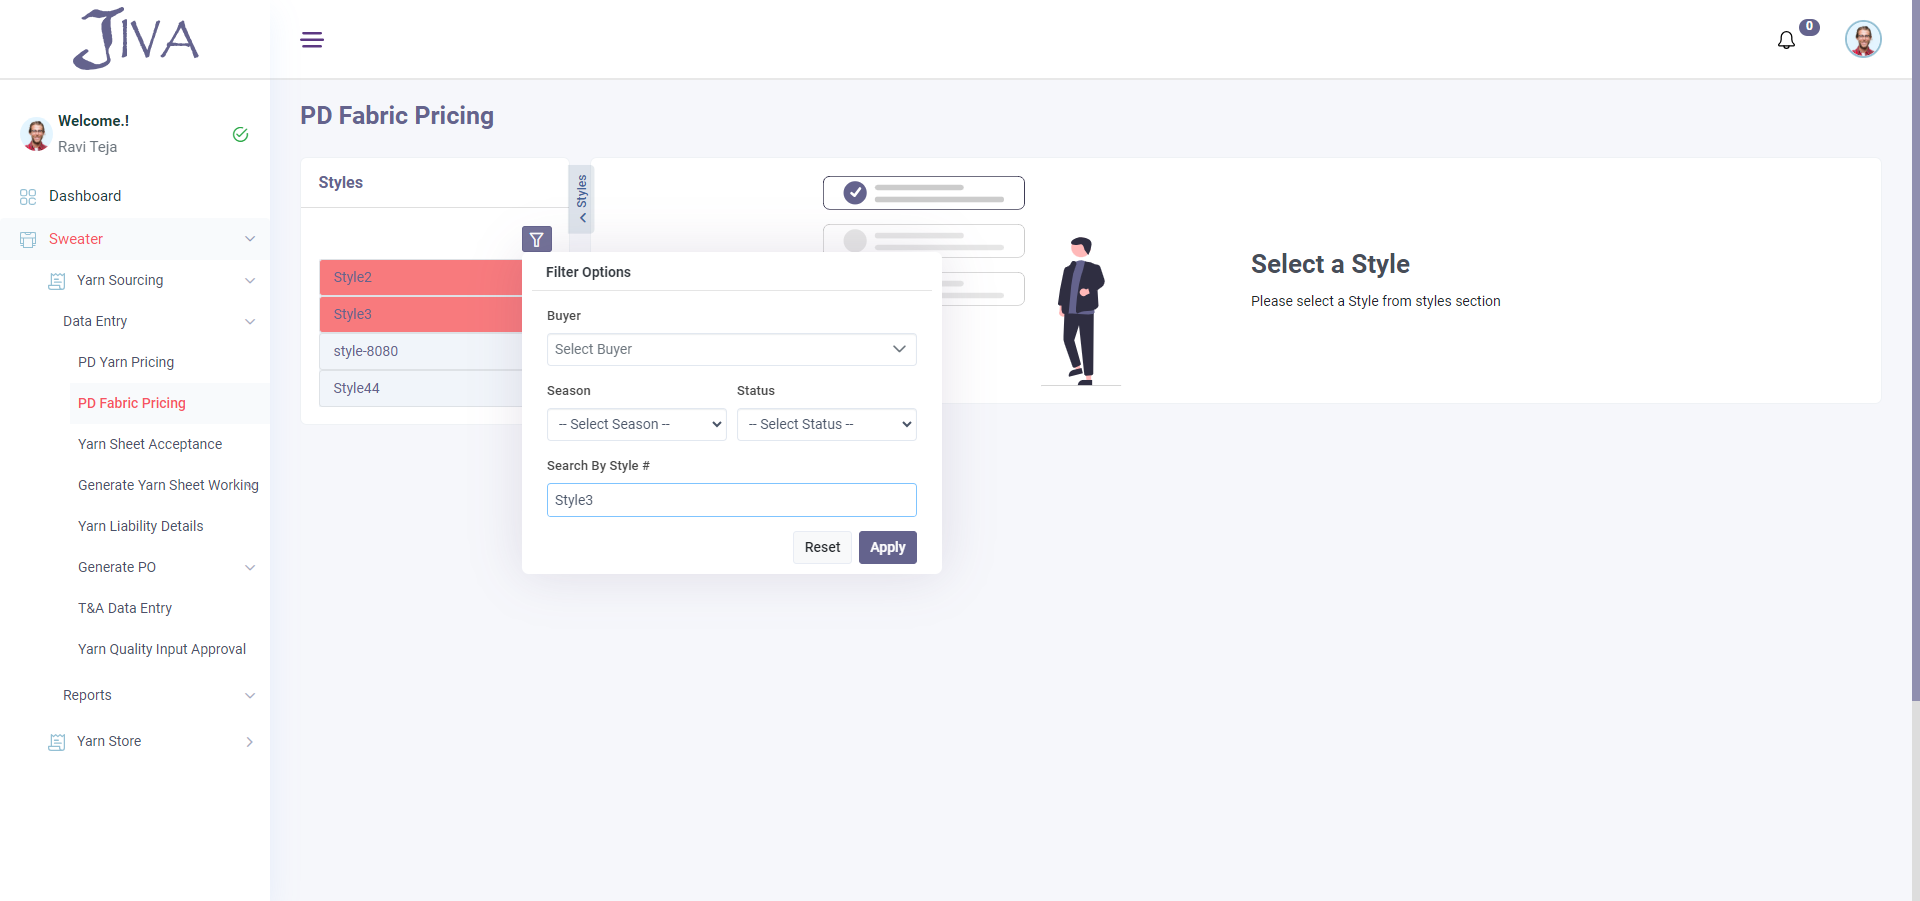 JIVA
0
Welcome.!
Ravi Teja
Dashboard
Sweater
Yarn Sourcing
Data Entry
PD Yarn Pricing
PD Fabric Pricing
Yarn Sheet Acceptance
Generate Yarn Sheet Working
Yarn Liability Details
Generate PO
T&A Data Entry
Yarn Quality Input Approval
Reports
Yarn Store
PD Fabric Pricing
Styles
Styles
Style2
Style3
style-8080
Style44
Filter Options
Buyer
Select Buyer
Season
Status
-- Select Season --
-- Select Status --
Search By Style #
Style3
Reset
Apply
Select a Style
Please select a Style from styles section